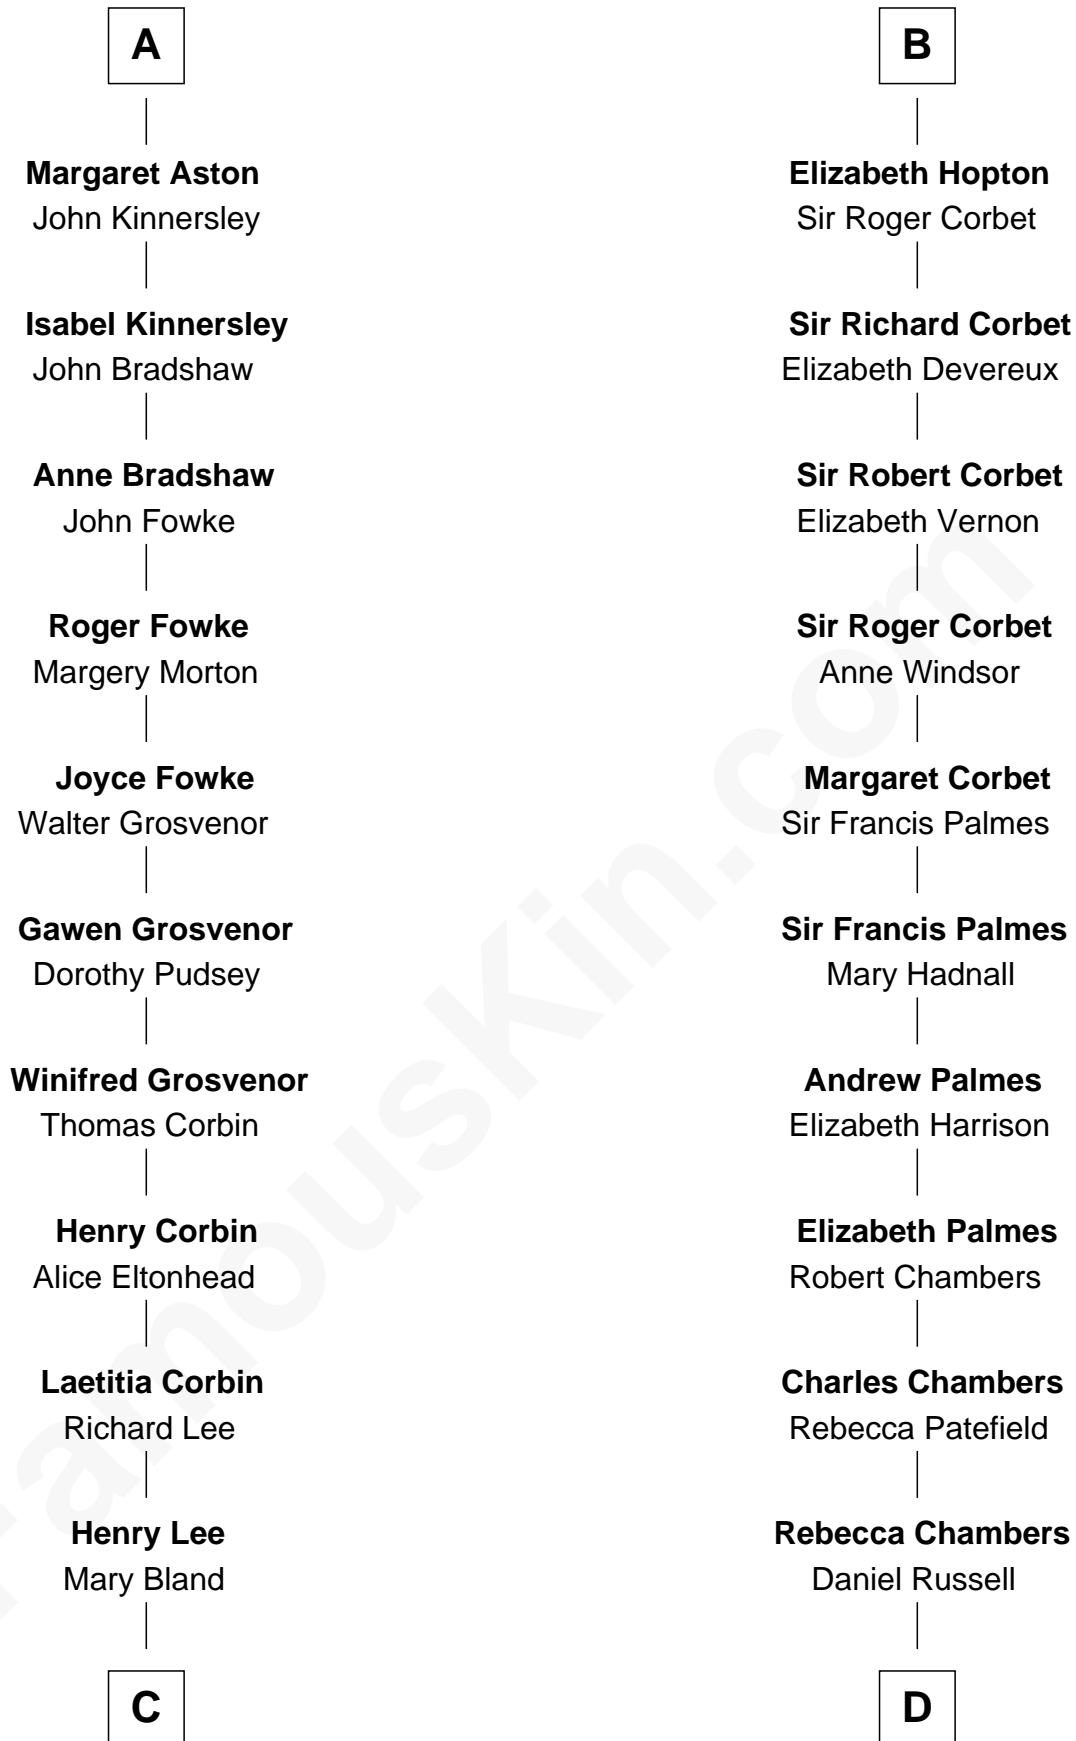 A
Margaret Aston
John Kinnersley
Isabel Kinnersley
John Bradshaw
Anne Bradshaw
John Fowke
Roger Fowke
Margery Morton
Joyce Fowke
Walter Grosvenor
Gawen Grosvenor
Dorothy Pudsey
Winifred Grosvenor
Thomas Corbin
Henry Corbin
Alice Eltonhead
Laetitia Corbin
Richard Lee
Henry Lee
Mary Bland
C
B
Elizabeth Hopton
Sir Roger Corbet
Sir Richard Corbet
Elizabeth Devereux
Sir Robert Corbet
Elizabeth Vernon
Sir Roger Corbet
Anne Windsor
Margaret Corbet
Sir Francis Palmes
Sir Francis Palmes
Mary Hadnall
Andrew Palmes
Elizabeth Harrison
Elizabeth Palmes
Robert Chambers
Charles Chambers
Rebecca Patefield
Rebecca Chambers
Daniel Russell
D
FamousKin.com